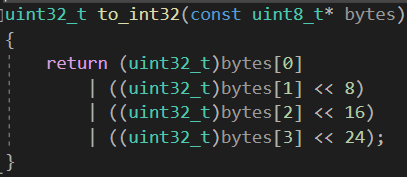 uint32_t to_int32(const uint8_t* bytes)
{
    return (uint32_t)bytes[0]
        | ((uint32_t)bytes[1] << 8)
        | ((uint32_t)bytes[2] << 16)
        | ((uint32_t)bytes[3] << 24);
}